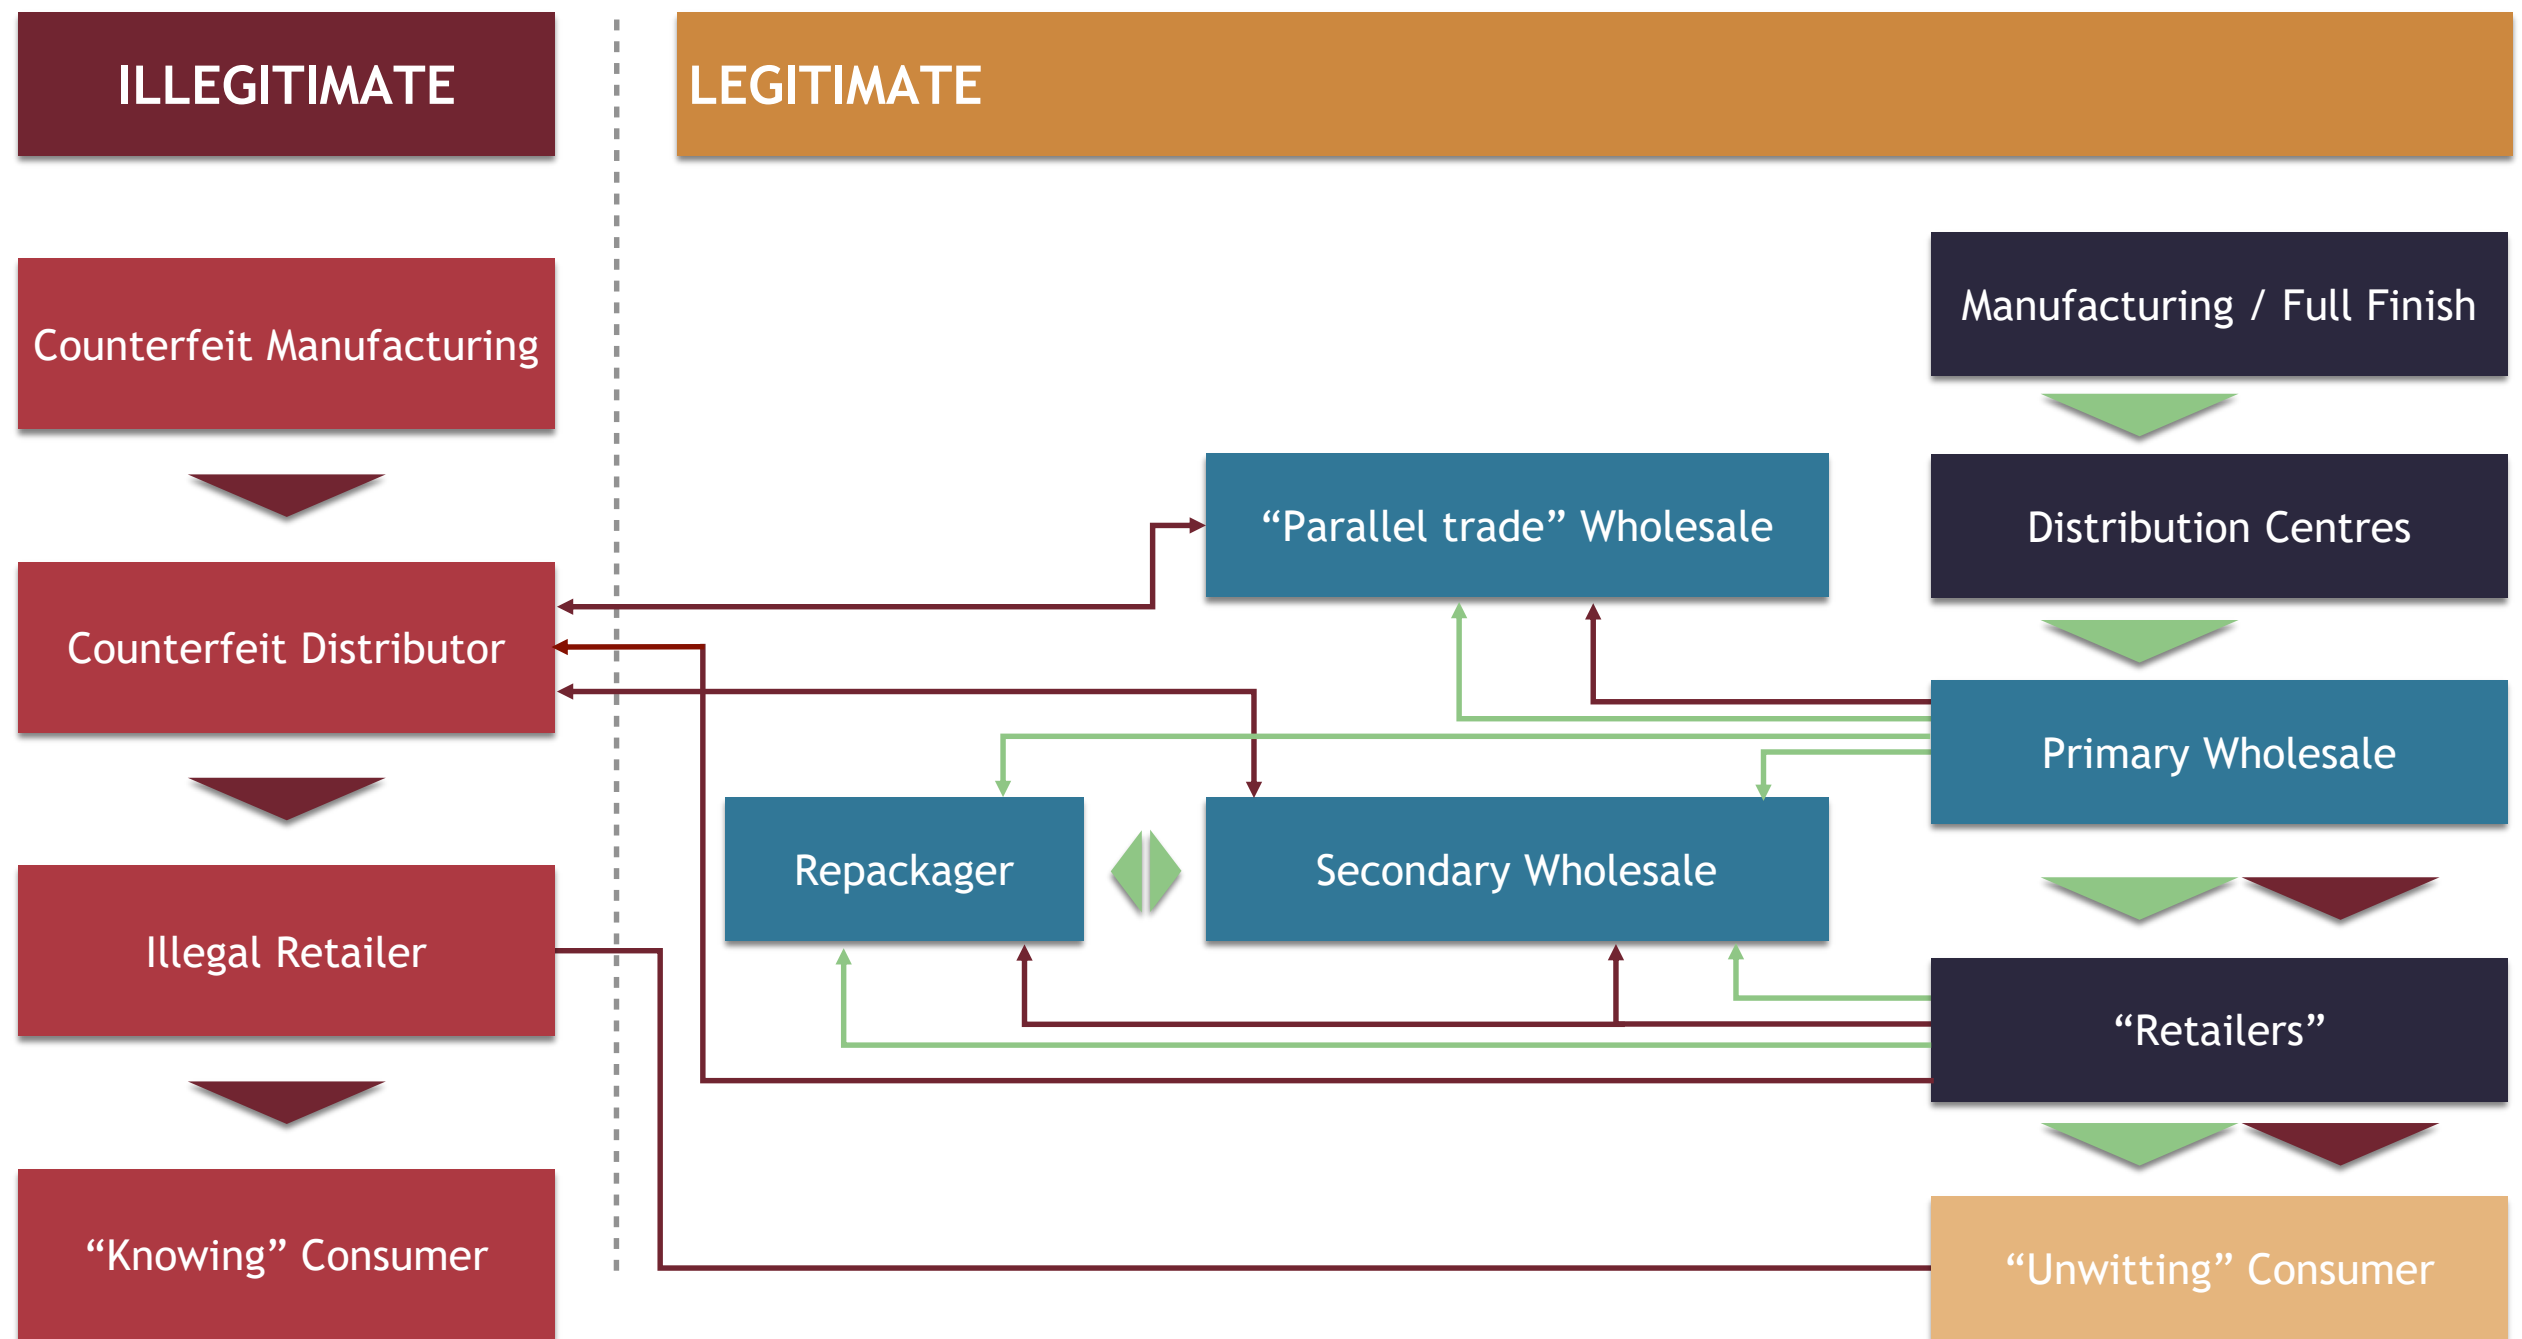 ILLEGITIMATE
LEGITIMATE
Counterfeit Manufacturing
Counterfeit Distributor
Illegal Retailer
“Knowing” Consumer
“Parallel trade” Wholesale
Repackager
Secondary Wholesale
Manufacturing / Full Finish
Distribution Centres
Primary Wholesale
“Retailers”
“Unwitting” Consumer